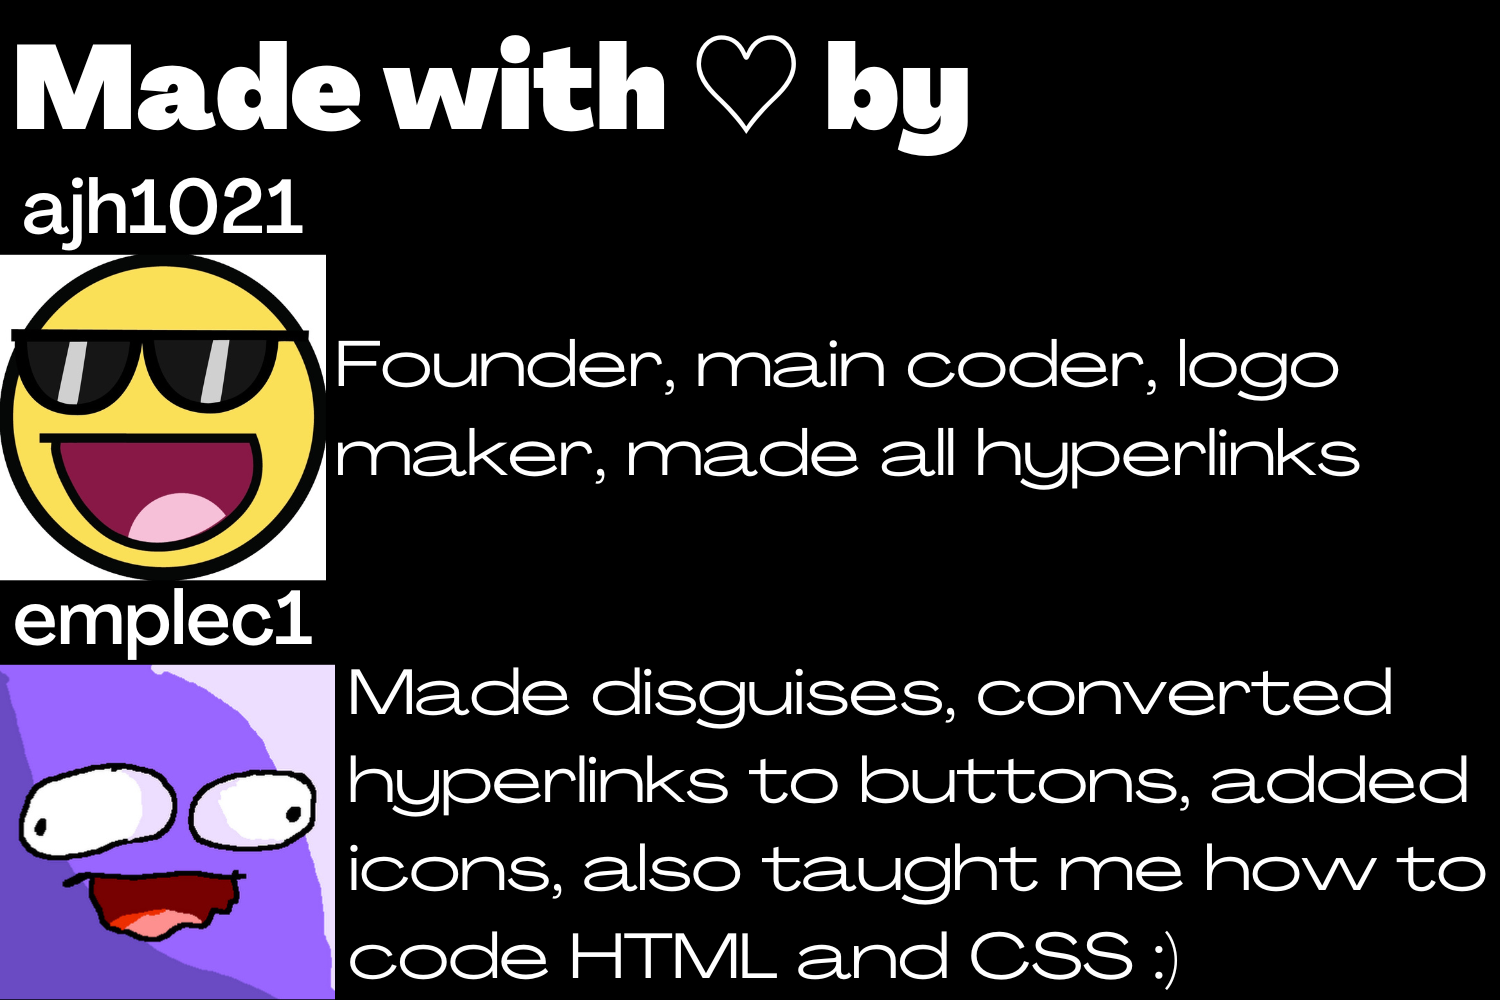 Made with ♡ by
ajh1021
Founder, main coder, logo
maker, made all hyperlinks
emplec1
Made disguises, converted
hyperlinks to buttons, added
icons, also taught me how to
code HTML and CSS :)